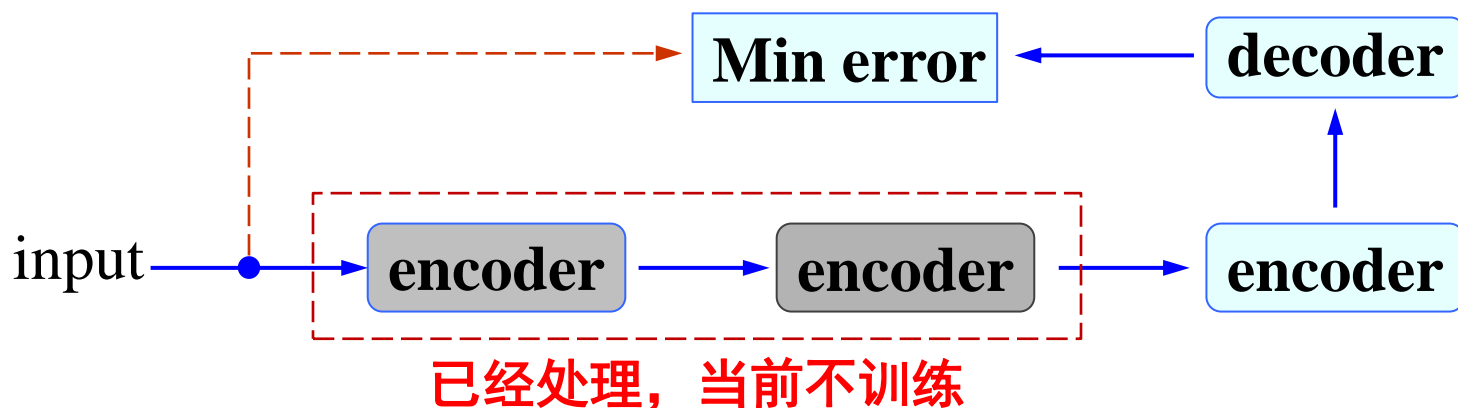 Min error
decoder
input
encoder
encoder
encoder
已经处理，当前不训练